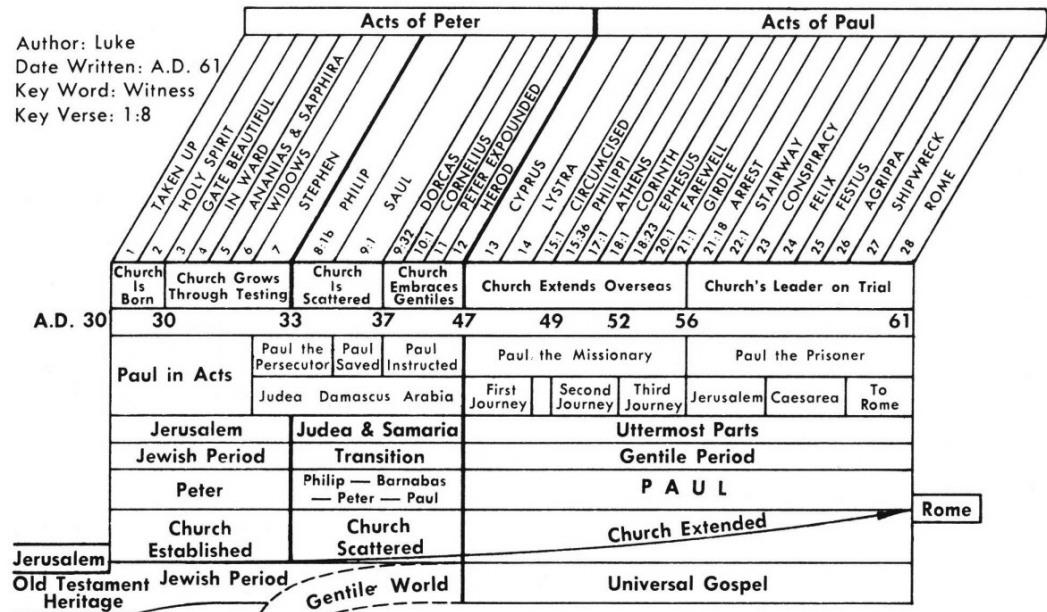 Acts of Peter
Acts of Paul
Author: Luke
Date Written: A.D. 61
Key Word: Witness
Key Verse: 1:8
TAKEN UP
HOLY SPIRIT
GATE BEAUTIFUL
IN WARD
ANANIAS & SAPPHIRA
WIDOWS
STEPHEN
PHILIP
SAUL
DORCAS
CORNELIUS
PETER EXPOUNDED
HEROD
CYPRUS
LYSTRA
CIRCUMCISED
PHILIPPI
ATHENS
CORINTH
EPHESUS
FAREWELL
GIRDLE
ARREST
STAIRWAY
CONSPIRACY
FELIX
FESTUS
AGRIPPA
SHIPWRECK
ROME
1 2 3 4 5 6 7 8:1b 9:1 9:32 10:1 11 12 13 14 15:1 15:36 17:1 18:1 18:23 20:1 21:1 21:18 22:1 23 24 25 26 27 28
Church
Is
Born
Church Grows
Through Testing
Church
Is
Scattered
Church
Embraces
Gentiles
Church Extends Overseas
Church's Leader on Trial
A.D. 30 30 33 37 47 49 52 56 61
Paul in Acts
Paul the
Persecutor
Paul
Saved
Paul
Instructed
Paul the Missionary
Paul the Prisoner
Judea Damascus Arabia
First
Journey
Second
Journey
Third
Journey
Jerusalem
Caesarea
To
Rome
Jerusalem
Judea & Samaria
Uttermost Parts
Jewish Period
Transition
Gentile Period
Peter
Philip — Barnabas
— Peter — Paul
PAUL
Church
Established
Church
Scattered
Church Extended
Rome
Jerusalem
Old Testament
Heritage
Jewish Period
Gentile World
Universal Gospel